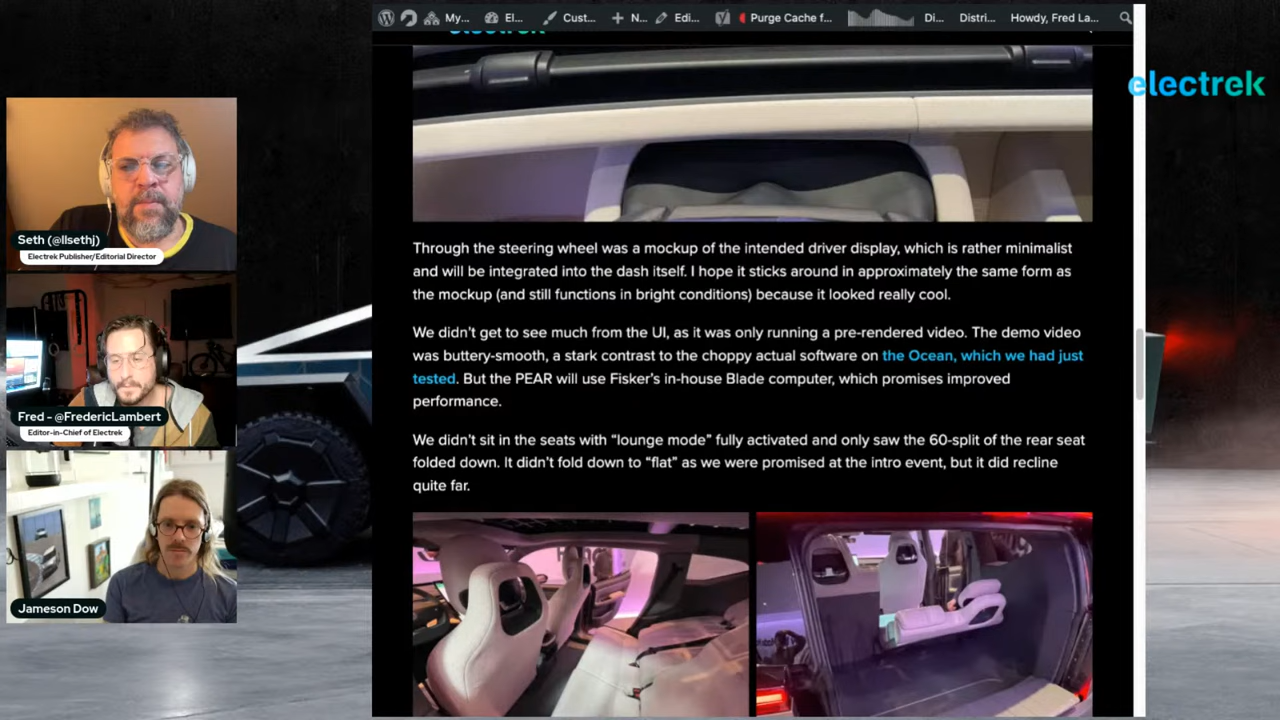 My...
El...
Cust...
N...
Edi...
Purge Cache f...
Di...
Distri...
Howdy, Fred La...
electrek
electrek
Seth (@llsethj)
Electrek Publisher/Editorial Director
Fred - @FredericLambert
Editor-in-Chief of Electrek
Jameson Dow
Through the steering wheel was a mockup of the intended driver display, which is rather minimalist
and will be integrated into the dash itself. I hope it sticks around in approximately the same form as
the mockup (and still functions in bright conditions) because it looked really cool.
We didn't get to see much from the UI, as it was only running a pre-rendered video. The demo video
was buttery-smooth, a stark contrast to the choppy actual software on the Ocean, which we had just
tested. But the PEAR will use Fisker's in-house Blade computer, which promises improved
performance.
We didn't sit in the seats with "lounge mode" fully activated and only saw the 60-split of the rear seat
folded down. It didn't fold down to "flat" as we were promised at the intro event, but it did recline
quite far.